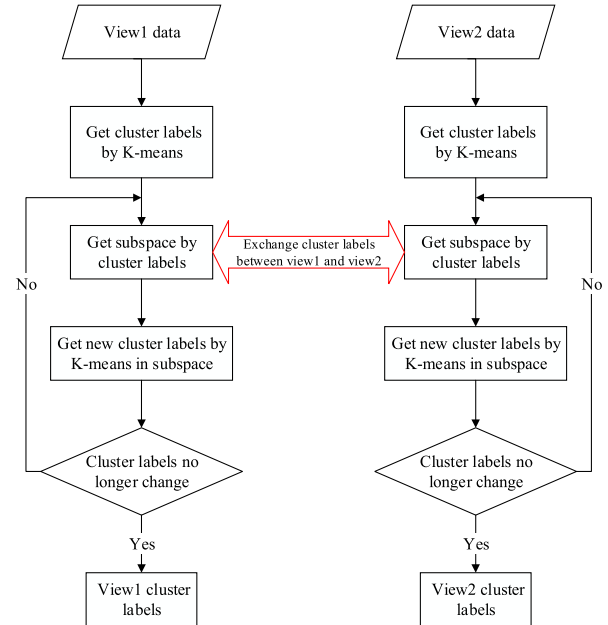 View1 data
View2 data
Get cluster labels
by K-means
Get cluster labels
by K-means
Get subspace by
cluster labels
Exchange cluster labels
between view1 and view2
Get subspace by
cluster labels
No
No
Get new cluster labels by
K-means in subspace
Get new cluster labels by
K-means in subspace
Cluster labels no
longer change
Cluster labels no
longer change
Yes
Yes
View1 cluster
labels
View2 cluster
labels